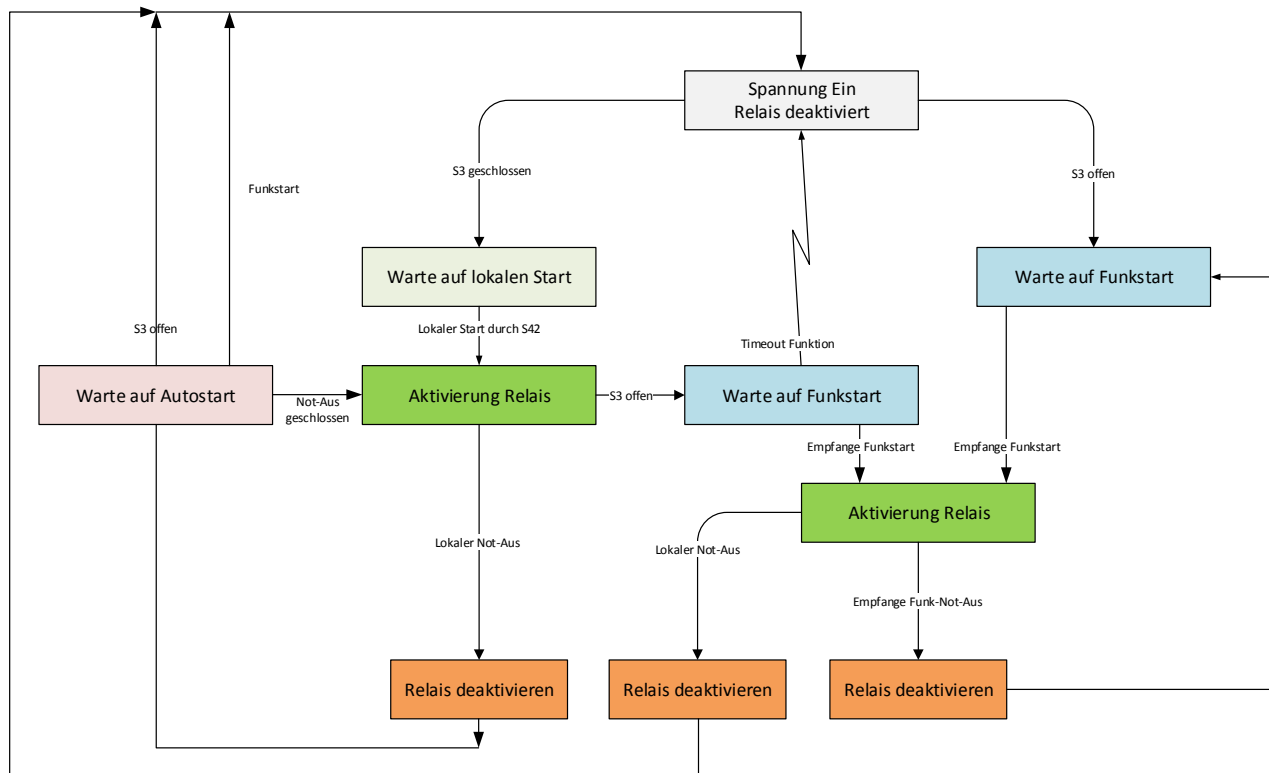 Spannung Ein
Relais deaktiviert
S3 geschlossen
S3 offen
Funkstart
Warte auf lokalen Start
Warte auf Funkstart
S3 offen
Lokaler Start durch S42
Timeout Funktion
Warte auf Autostart
Not-Aus
geschlossen
Aktivierung Relais
S3 offen
Warte auf Funkstart
Empfange Funkstart
Empfange Funkstart
Aktivierung Relais
Lokaler Not-Aus
Lokaler Not-Aus
Empfange Funk-Not-Aus
Relais deaktivieren
Relais deaktivieren
Relais deaktivieren